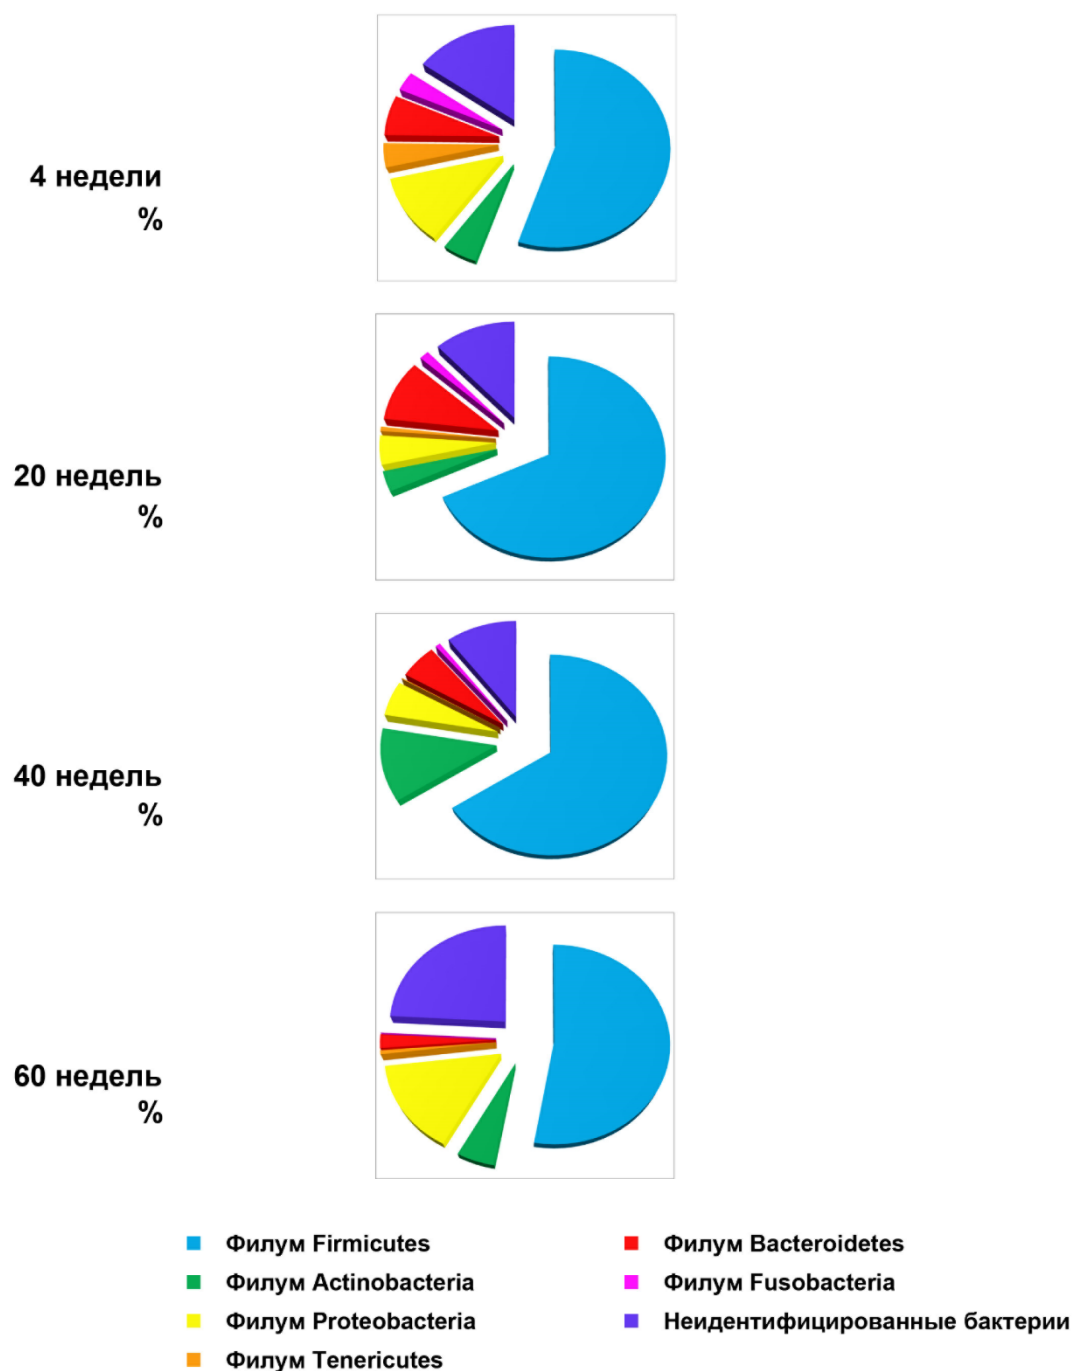 4 недели
%
20 недель
%
40 недель
%
60 недель
%
Филум Firmicutes
Филум Actinobacteria
Филум Proteobacteria
Филум Tenericutes
Филум Bacteroidetes
Филум Fusobacteria
Неидентифицированные бактерии